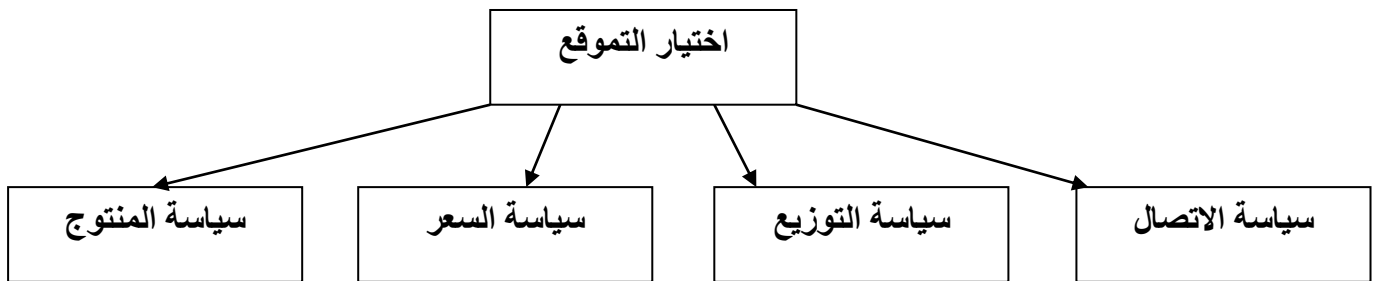 اختيار التموقع
سياسة الاتصال
سياسة التوزيع
سياسة السعر
سياسة المنتوج